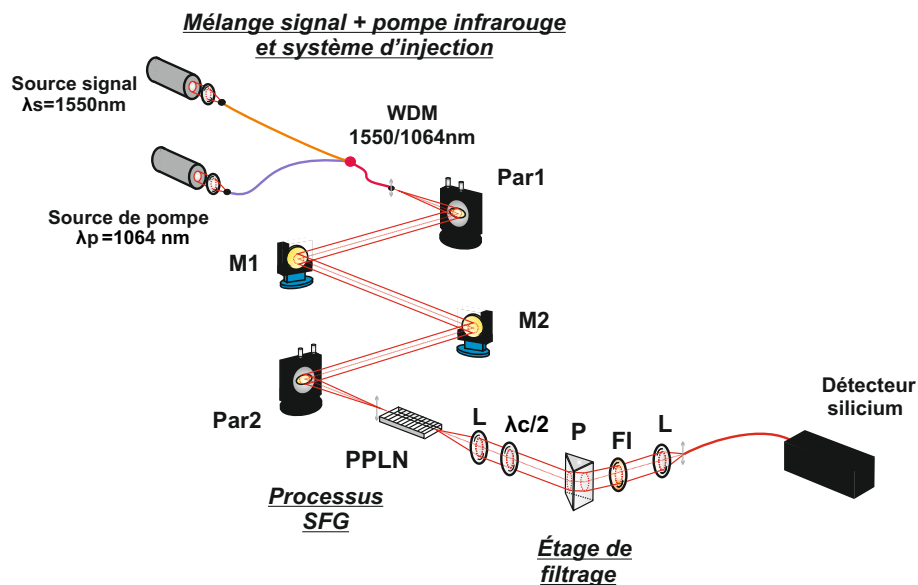 Mélange signal + pompe infrarouge
et système d'injection
Source signal
λs=1550nm
WDM
1550/1064nm
Source de pompe
λp =1064 nm
Par1
M1
M2
Par2
PPLN
L
λc/2
P
FI
L
Détecteur
silicium
Processus
SFG
Étage de
filtrage